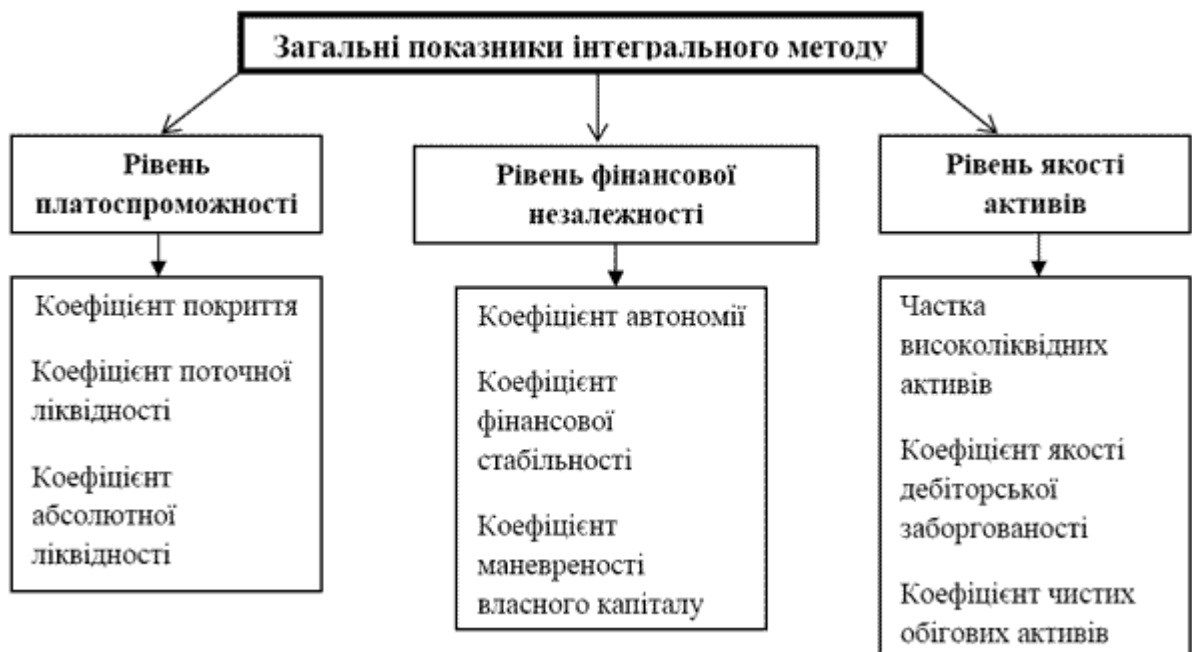 Загальні показники інтегрального методу
Рівень
платоспроможності
Рівень фінансової
незалежності
Рівень якості
активів
Коефіцієнт покриття
Коефіцієнт поточної
ліквідності
Коефіцієнт
абсолютної
ліквідності
Коефіцієнт автономії
Коефіцієнт
фінансової
стабільності
Коефіцієнт
маневреності
власного капіталу
Частка
високоліквідних
активів
Коефіцієнт якості
дебіторської
заборгованості
Коефіцієнт чистих
обігових активів